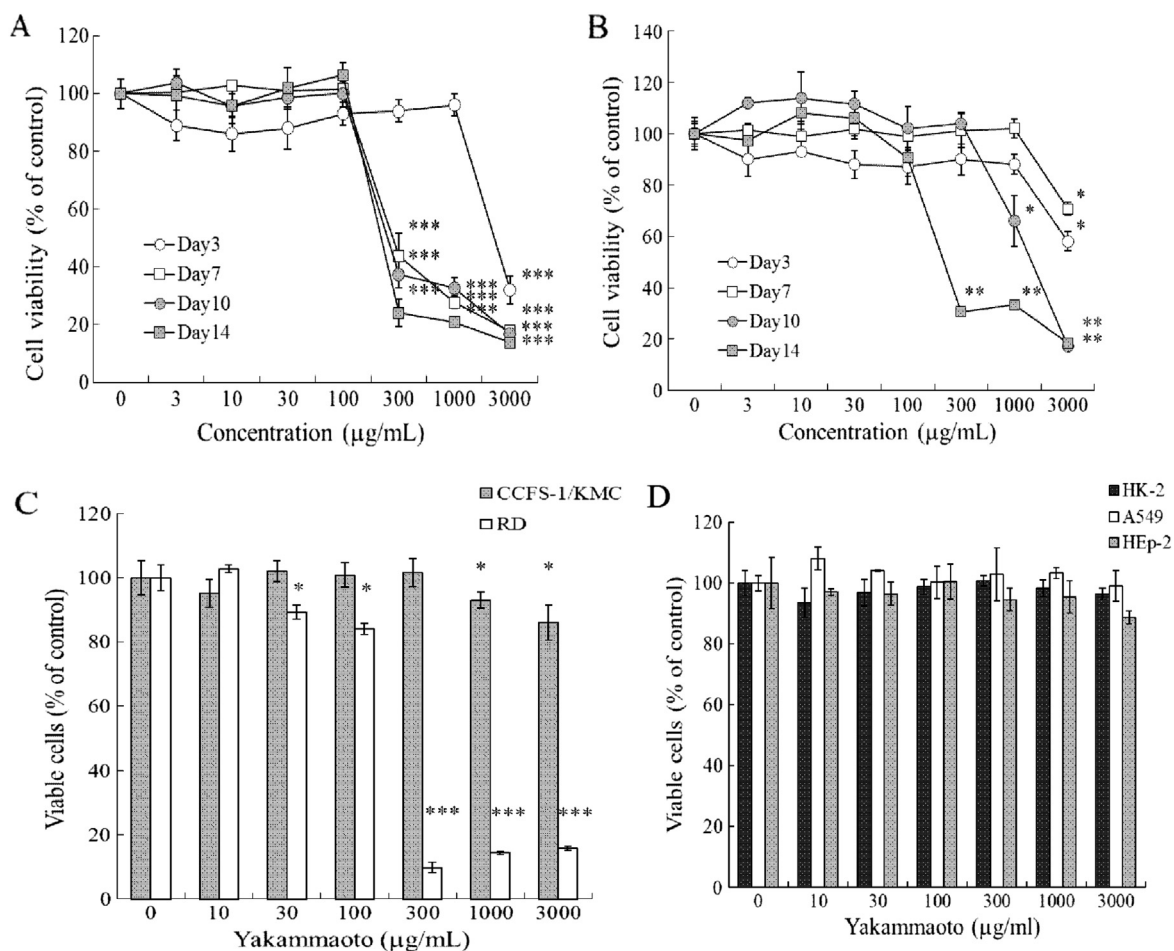 A
120
100
80
60
40
20
0
Cell viability (% of control)
***
***
***
***
***
***
***
***
***
***
Day3
Day7
Day10
Day14
0 3 10 30 100 300 1000 3000
Concentration (µg/mL)
B
140
120
100
80
60
40
20
0
Cell viability (% of control)
*
*
*
**
**
**
**
Day3
Day7
Day10
Day14
0 3 10 30 100 300 1000 3000
Concentration (µg/mL)
C
CCFS-1/KMC
RD
120
100
80
60
40
20
0
Viable cells (% of control)
* * * *
*** *** ***
0 10 30 100 300 1000 3000
Yakammaoto (µg/mL)
D
HK-2
A549
HEp-2
120
100
80
60
40
20
0
Viable cells (% of control)
0 10 30 100 300 1000 3000
Yakammaoto (µg/ml)